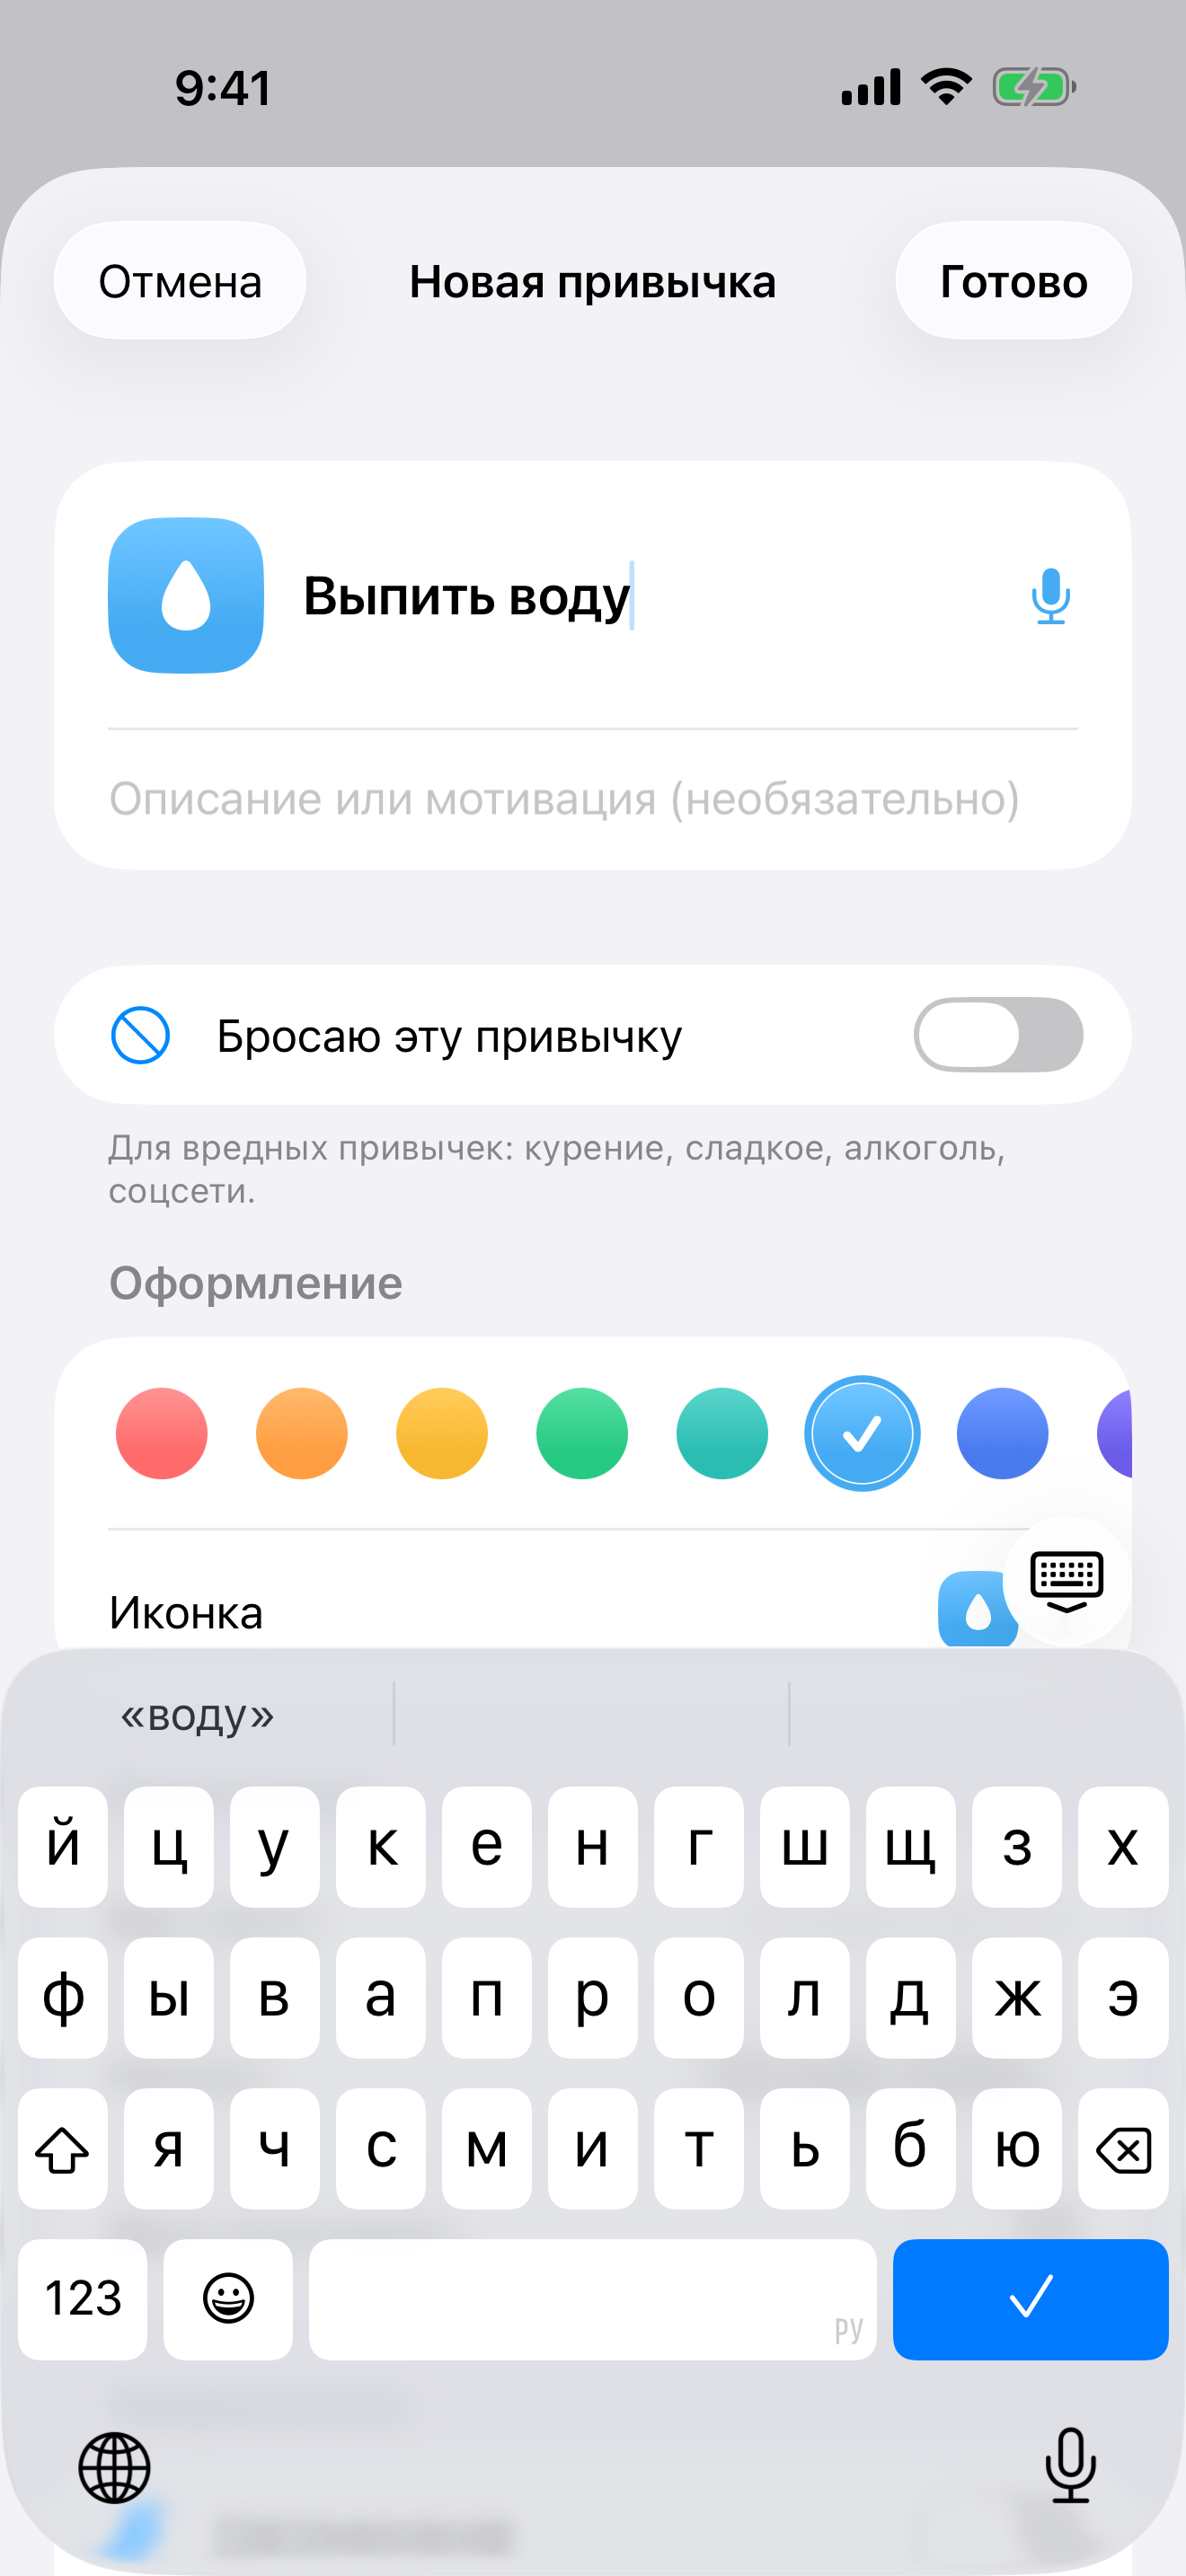 9:41
Отмена
Новая привычка
Готово
Выпить воду
Описание или мотивация (необязательно)
Бросаю эту привычку
Для вредных привычек: курение, сладкое, алкоголь,
соцсети.
Оформление
Иконка
«воду»
й ц у к е н г ш щ з х
ф ы в а п р о л д ж э
я ч с м и т ь б ю
123
РУ